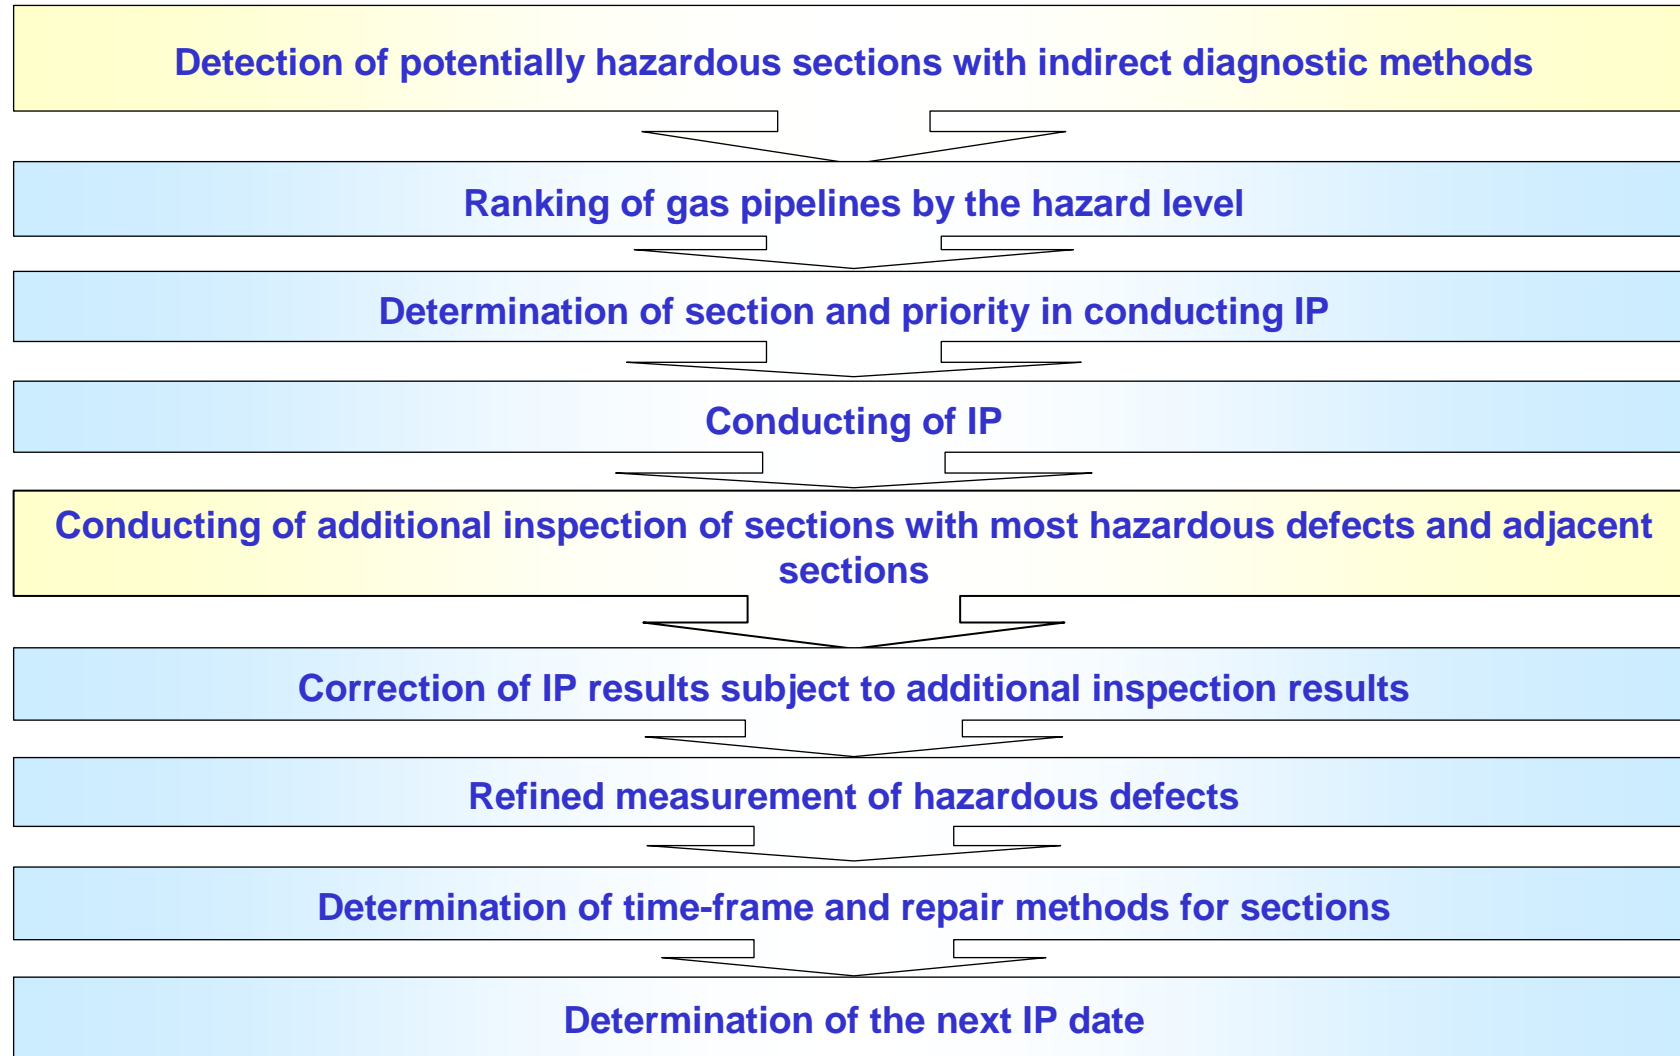 Detection of potentially hazardous sections with indirect diagnostic methods
Ranking of gas pipelines by the hazard level
Determination of section and priority in conducting IP
Conducting of IP
Conducting of additional inspection of sections with most hazardous defects and adjacent
sections
Correction of IP results subject to additional inspection results
Refined measurement of hazardous defects
Determination of time-frame and repair methods for sections
Determination of the next IP date